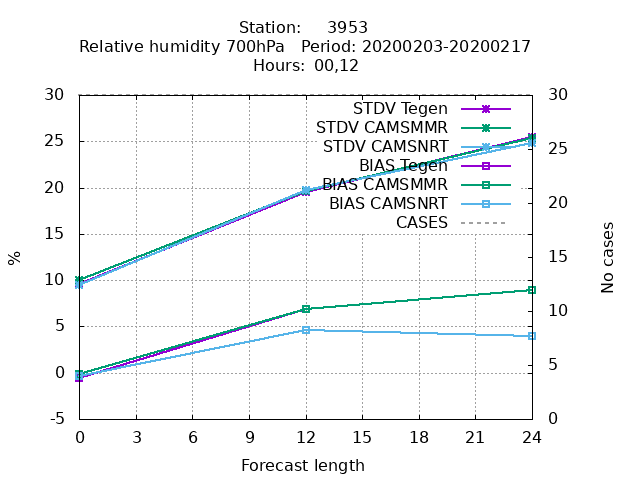 Station: 3953
Relative humidity 700hPa Period: 20200203-20200217
Hours: 00,12
30
25
20
15
10
5
0
-5
%
30
25
20
15
10
5
0
No cases
STDV Tegen
STDV CAMSMMR
STDV CAMSNRT
BIAS Tegen
BIAS CAMSMMR
BIAS CAMSNRT
CASES
0 3 6 9 12 15 18 21 24
Forecast length